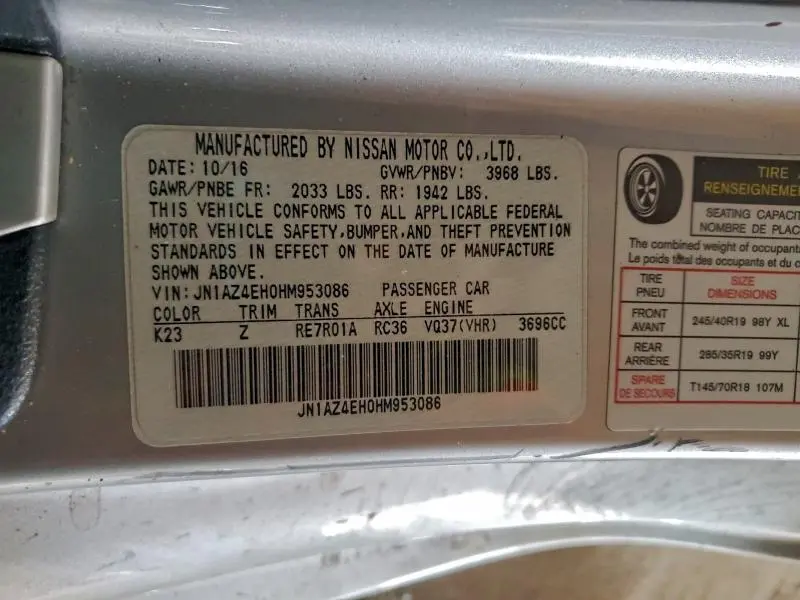 MANUFACTURED BY NISSAN MOTOR CO.,LTD.
DATE: 10/16 GVWR/PNBV: 3968 LBS.
GAWR/PNBE FR: 2033 LBS. RR: 1942 LBS.
THIS VEHICLE CONFORMS TO ALL APPLICABLE FEDERAL
MOTOR VEHICLE SAFETY,BUMPER,AND THEFT PREVENTION
STANDARDS IN EFFECT ON THE DATE OF MANUFACTURE
SHOWN ABOVE.
VIN: JN1AZ4EH0HM953086 PASSENGER CAR
COLOR TRIM TRANS AXLE ENGINE
K23 Z RE7R01A RC36 VQ37(VHR) 3696CC
JN1AZ4EH0HM953086
TIRE
RENSEIGNEME
SEATING CAPACIT
NOMBRE DE PLAC
The combined weight of occupant
Le poids total des occupants et du c
TIRE SIZE
PNEU DIMENSIONS
FRONT
AVANT 245/40R19 98Y XL
REAR
ARRIÈRE 285/35R19 99Y
SPARE
DE SECOURS T145/70R18 107M